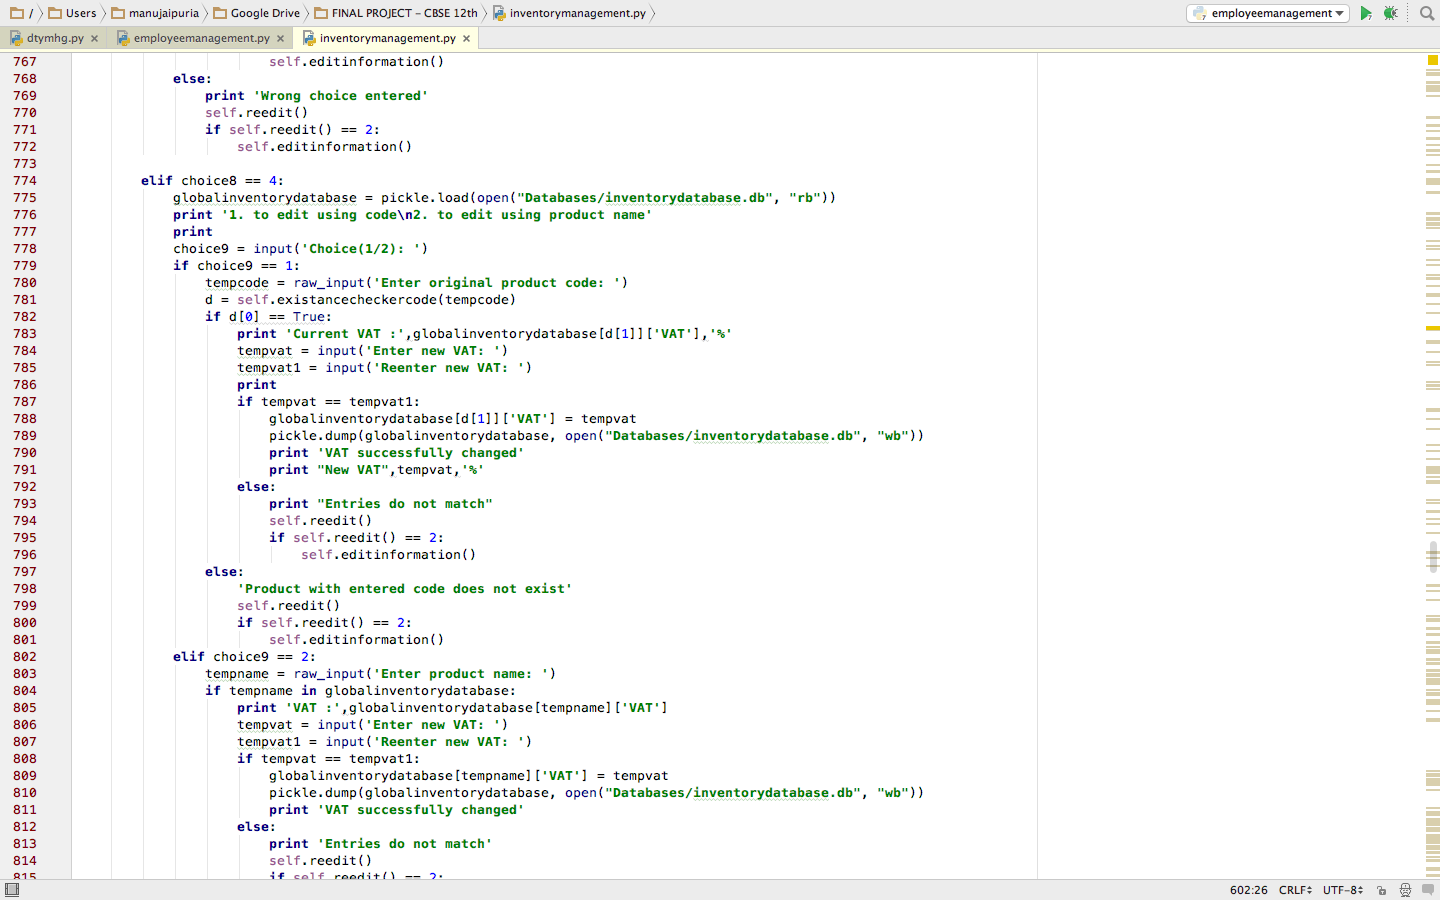 / Users manujaipuria Google Drive FINAL PROJECT – CBSE 12th inventorymanagement.py employeemanagement
dtymhg.py employeemanagement.py inventorymanagement.py
767 self.editinformation()
768 else:
769 print 'Wrong choice entered'
770 self.reedit()
771 if self.reedit() == 2:
772 self.editinformation()
773
774 elif choice8 == 4:
775 globalinventorydatabase = pickle.load(open("Databases/inventorydatabase.db", "rb"))
776 print '1. to edit using code\n2. to edit using product name'
777 print
778 choice9 = input('Choice(1/2): ')
779 if choice9 == 1:
780 tempcode = raw_input('Enter original product code: ')
781 d = self.existancecheckercode(tempcode)
782 if d[0] == True:
783 print 'Current VAT :',globalinventorydatabase[d[1]]['VAT'],'%'
784 tempvat = input('Enter new VAT: ')
785 tempvat1 = input('Reenter new VAT: ')
786 print
787 if tempvat == tempvat1:
788 globalinventorydatabase[d[1]]['VAT'] = tempvat
789 pickle.dump(globalinventorydatabase, open("Databases/inventorydatabase.db", "wb"))
790 print 'VAT successfully changed'
791 print "New VAT",tempvat,'%'
792 else:
793 print "Entries do not match"
794 self.reedit()
795 if self.reedit() == 2:
796 self.editinformation()
797 else:
798 'Product with entered code does not exist'
799 self.reedit()
800 if self.reedit() == 2:
801 self.editinformation()
802 elif choice9 == 2:
803 tempname = raw_input('Enter product name: ')
804 if tempname in globalinventorydatabase:
805 print 'VAT :',globalinventorydatabase[tempname]['VAT']
806 tempvat = input('Enter new VAT: ')
807 tempvat1 = input('Reenter new VAT: ')
808 if tempvat == tempvat1:
809 globalinventorydatabase[tempname]['VAT'] = tempvat
810 pickle.dump(globalinventorydatabase, open("Databases/inventorydatabase.db", "wb"))
811 print 'VAT successfully changed'
812 else:
813 print 'Entries do not match'
814 self.reedit()
815 if self.reedit() == 2:
602:26 CRLF UTF-8